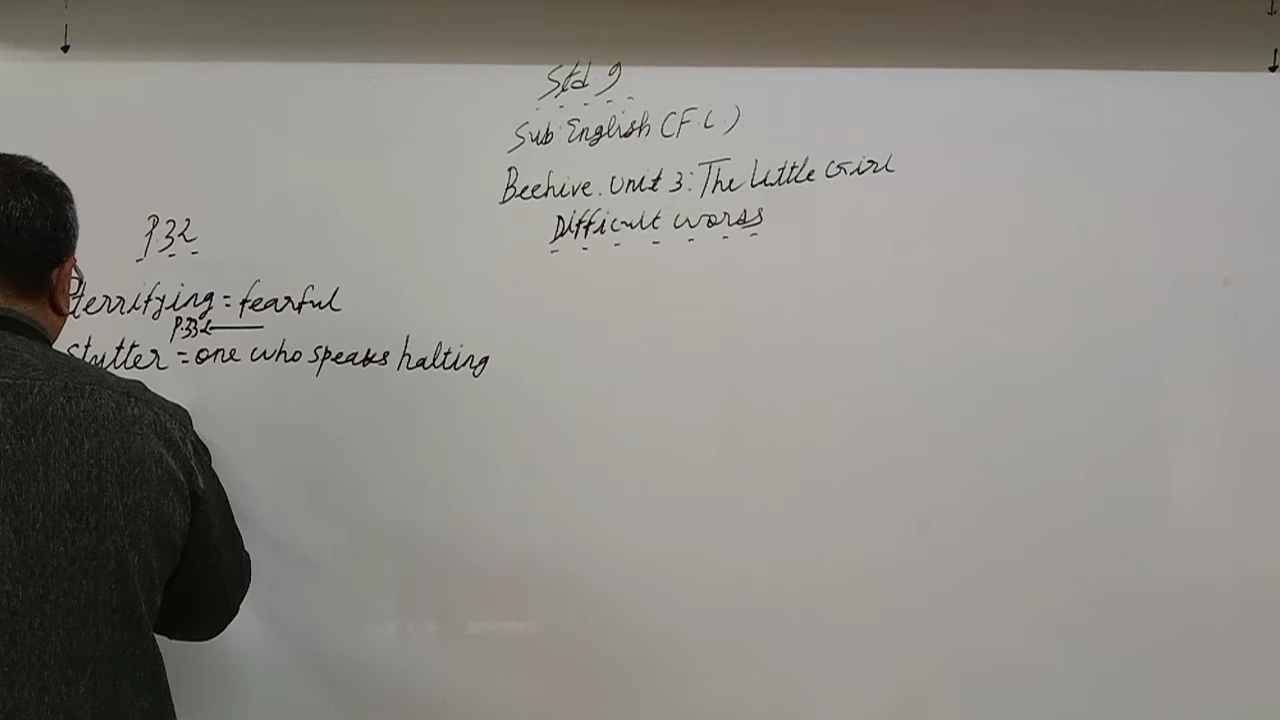 Std 9
Sub: English (F.L)
Beehive. Unit 3: The Little Girl
Difficult words
P.32
terrifying = fearful
P.33
stutter = one who speaks halting